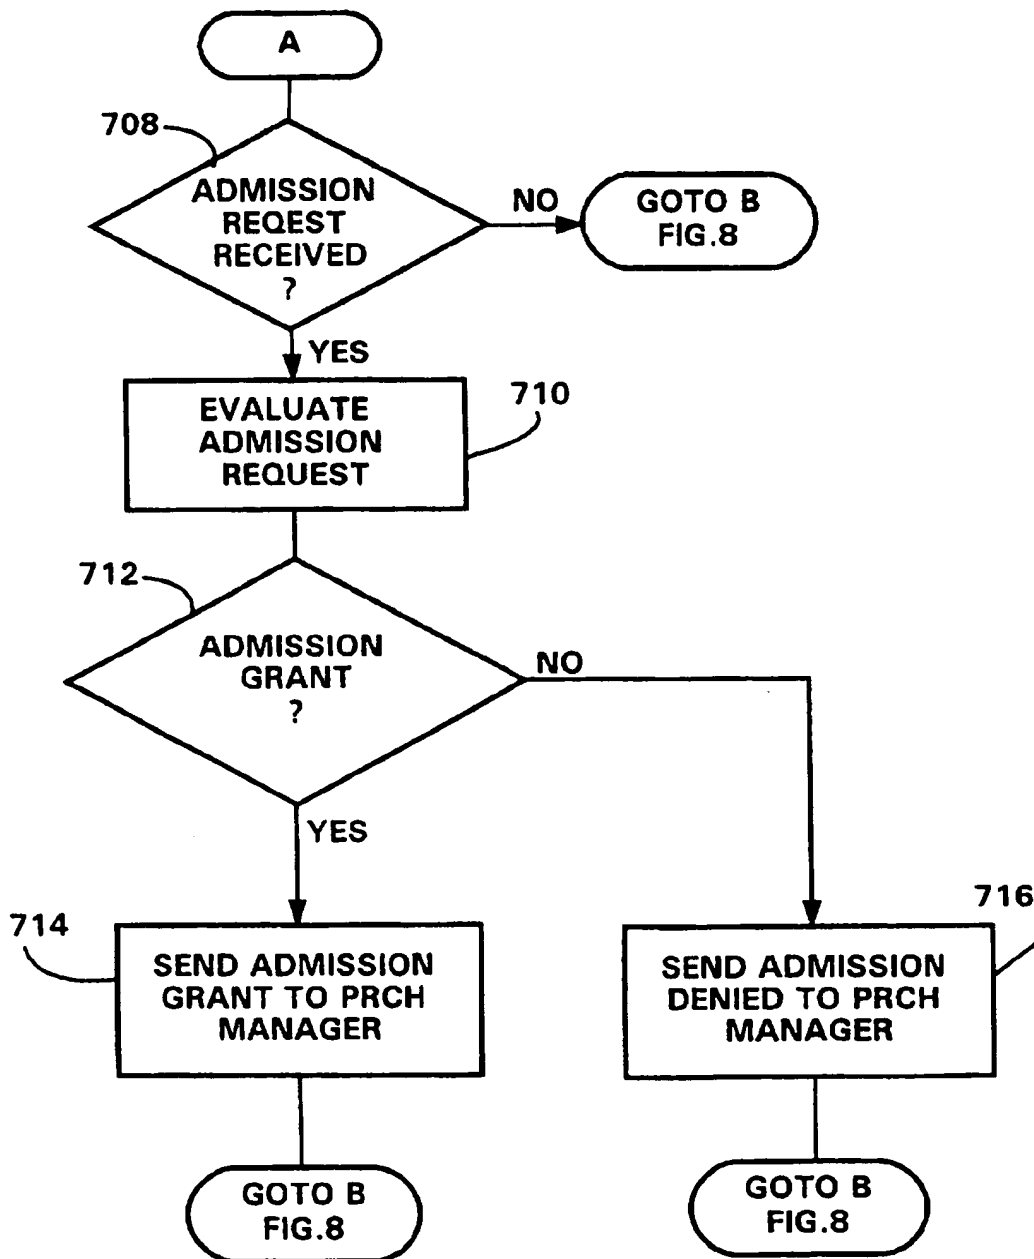 A
708
ADMISSION
REQEST
RECEIVED
?
NO
GOTO B
FIG.8
YES
EVALUATE
ADMISSION
REQUEST
710
712
ADMISSION
GRANT
?
NO
YES
714
SEND ADMISSION
GRANT TO PRCH
MANAGER
716
SEND ADMISSION
DENIED TO PRCH
MANAGER
GOTO B
FIG.8
GOTO B
FIG.8